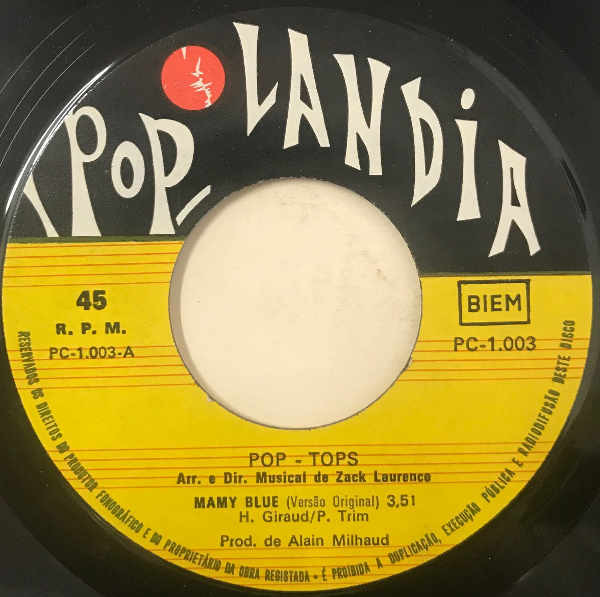 POP-LANDIA
45
R. P. M.
PC-1.003-A
BIEM
PC-1.003
POP - TOPS
Arr. e Dir. Musical de Zack Laurence
MAMY BLUE (Versão Original) 3,51
H. Giraud/P. Trim
Prod. de Alain Milhaud
RESERVADOS OS DIREITOS DO PRODUTOR FONOGRÁFICO E DO PROPRIETÁRIO DA OBRA REGISTADA • É PROIBIDA A DUPLICAÇÃO, EXECUÇÃO PÚBLICA E RADIODIFUSÃO DESTE DISCO